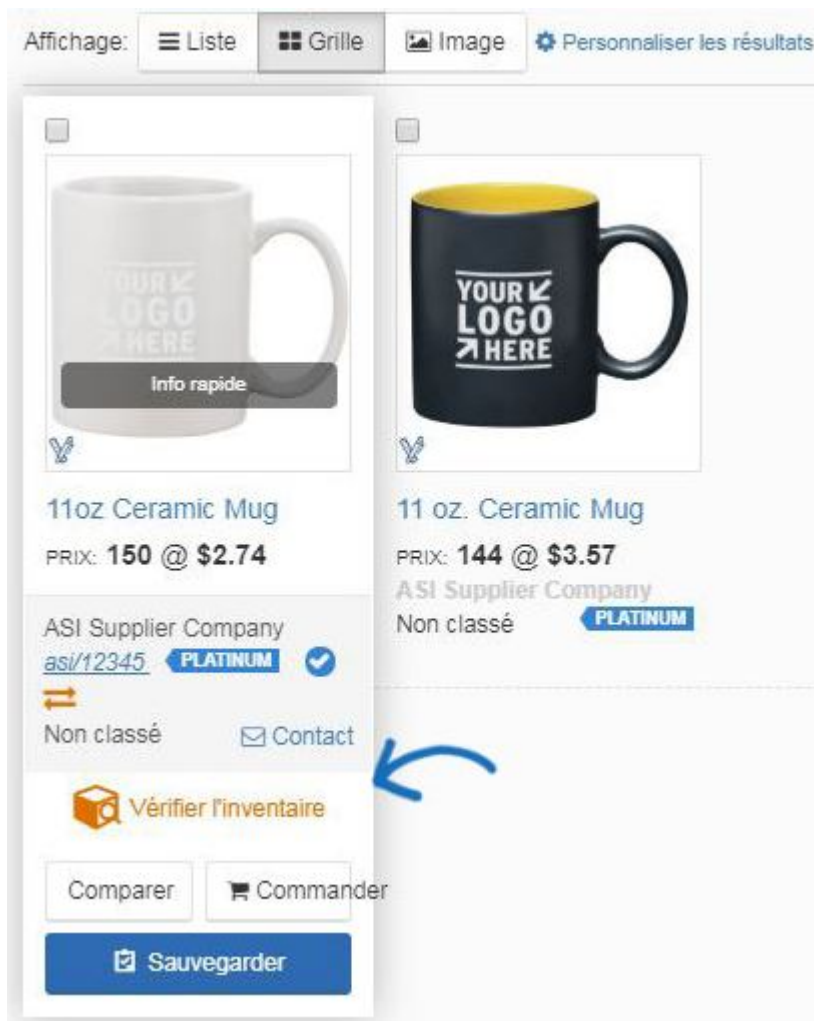 Affichage: Liste Grille Image Personnaliser les résultats
YOUR
LOGO
HERE
Info rapide
11oz Ceramic Mug
PRIX: 150 @ $2.74
ASI Supplier Company
asi/12345 PLATINUM
Non classé Contact
Vérifier l'inventaire
Comparer Commander
Sauvegarder
YOUR
LOGO
HERE
11 oz. Ceramic Mug
PRIX: 144 @ $3.57
ASI Supplier Company
Non classé PLATINUM